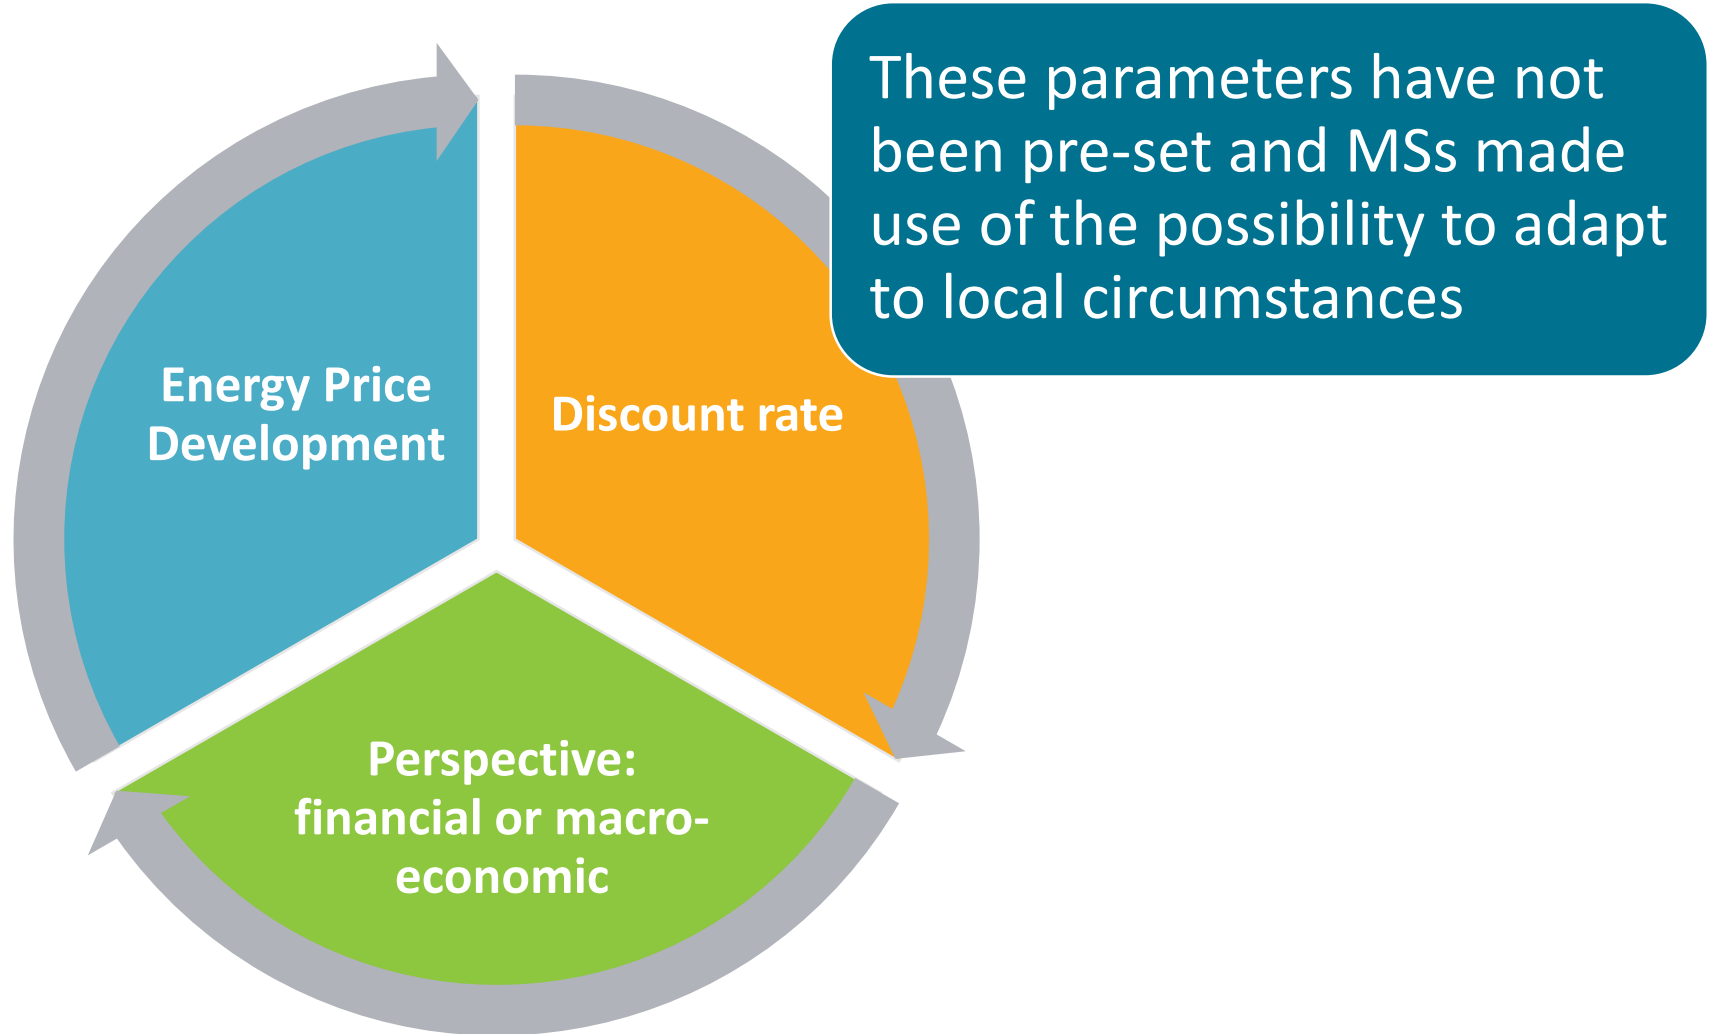 These parameters have not
been pre-set and MSs made
use of the possibility to adapt
to local circumstances
Energy Price
Development
Discount rate
Perspective:
financial or macro-
economic